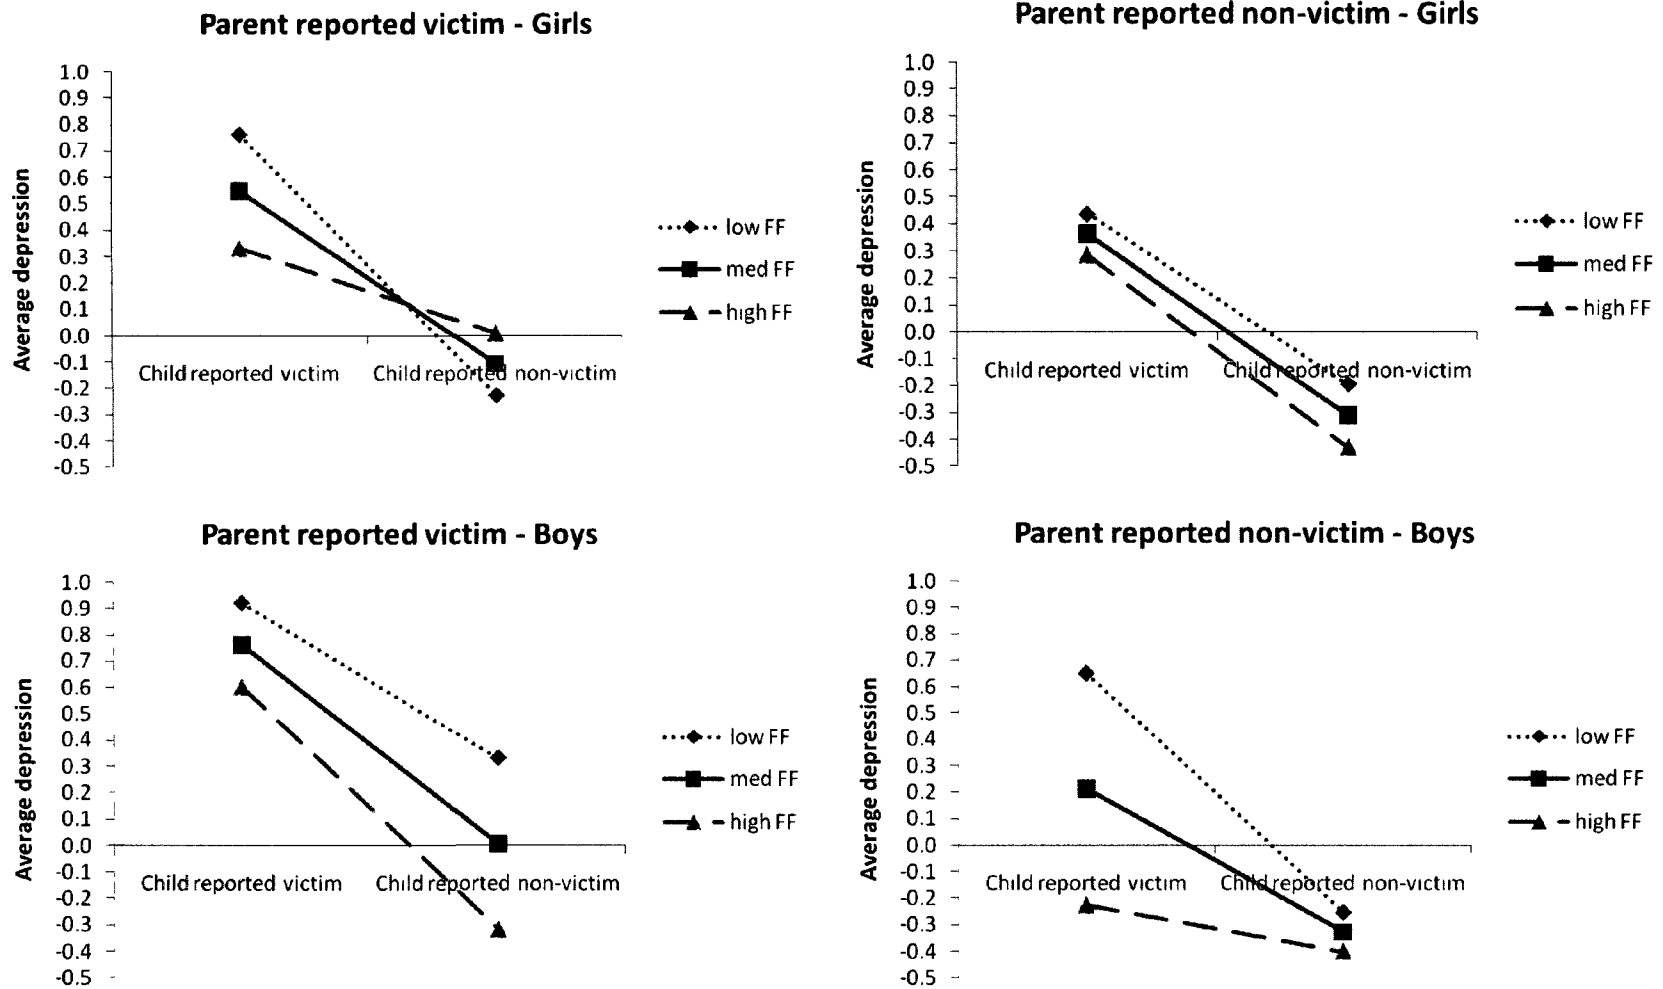 Parent reported victim - Girls
1.0
0.9
0.8
0.7
0.6
0.5
0.4
0.3
0.2
0.1
0.0
-0.1
-0.2
-0.3
-0.4
-0.5
Average depression
Child reported victim
Child reported non-victim
low FF
med FF
high FF
Parent reported non-victim - Girls
1.0
0.9
0.8
0.7
0.6
0.5
0.4
0.3
0.2
0.1
0.0
-0.1
-0.2
-0.3
-0.4
-0.5
Average depression
Child reported victim
Child reported non-victim
low FF
med FF
high FF
Parent reported victim - Boys
1.0
0.9
0.8
0.7
0.6
0.5
0.4
0.3
0.2
0.1
0.0
-0.1
-0.2
-0.3
-0.4
-0.5
Average depression
Child reported victim
Child reported non-victim
low FF
med FF
high FF
Parent reported non-victim - Boys
1.0
0.9
0.8
0.7
0.6
0.5
0.4
0.3
0.2
0.1
0.0
-0.1
-0.2
-0.3
-0.4
-0.5
Average depression
Child reported victim
Child reported non-victim
low FF
med FF
high FF